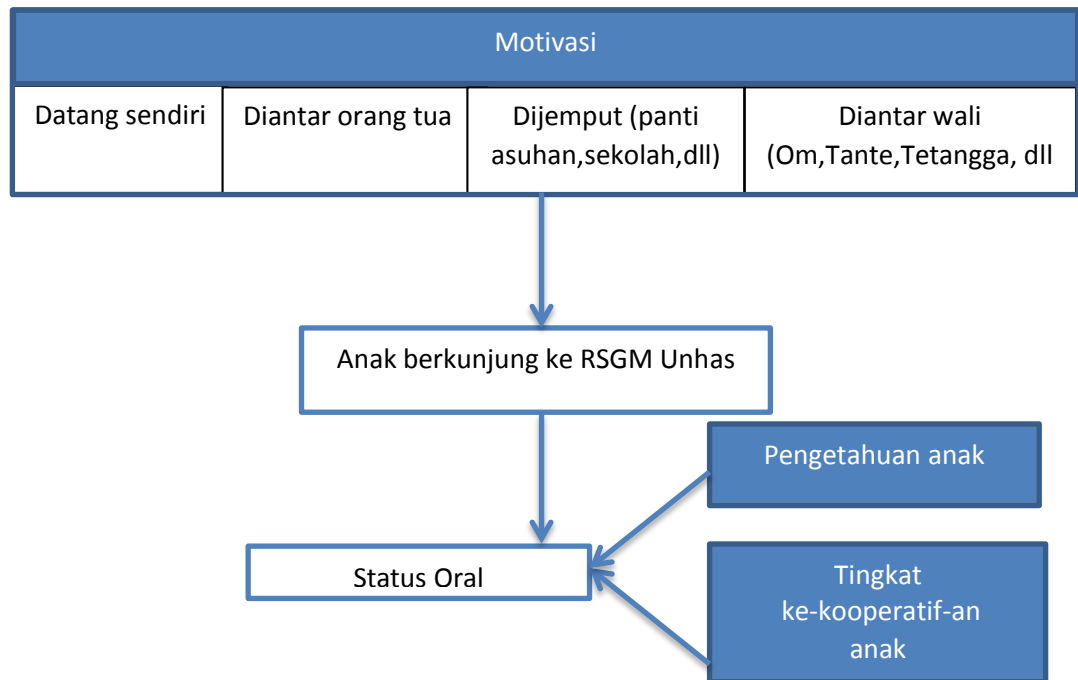 Motivasi
Datang sendiri
Diantar orang tua
Dijemput (panti
asuhan,sekolah,dll)
Diantar wali
(Om,Tante,Tetangga, dll
Anak berkunjung ke RSGM Unhas
Pengetahuan anak
Status Oral
Tingkat
ke-kooperatif-an
anak